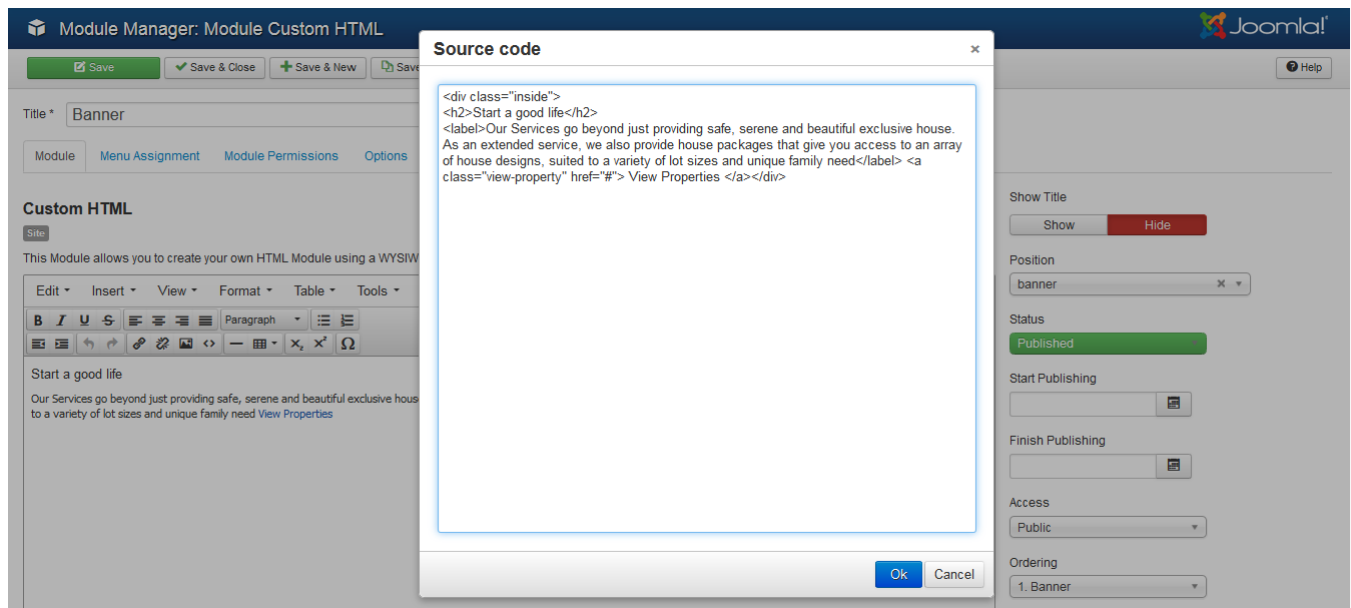 Module Manager: Module Custom HTML
Joomla!
Save
Save & Close
Save & New
Save
Help
Title *
Banner
Module
Menu Assignment
Module Permissions
Options
Custom HTML
Site
This Module allows you to create your own HTML Module using a WYSIW
Edit
Insert
View
Format
Table
Tools
B I U S
Paragraph
Start a good life
Our Services go beyond just providing safe, serene and beautiful exclusive hous
to a variety of lot sizes and unique family need View Properties
Source code
×
<div class="inside">
<h2>Start a good life</h2>
<label>Our Services go beyond just providing safe, serene and beautiful exclusive house.
As an extended service, we also provide house packages that give you access to an array
of house designs, suited to a variety of lot sizes and unique family need</label> <a
class="view-property" href="#"> View Properties </a></div>
Ok
Cancel
Show Title
Show
Hide
Position
banner
Status
Published
Start Publishing
Finish Publishing
Access
Public
Ordering
1. Banner